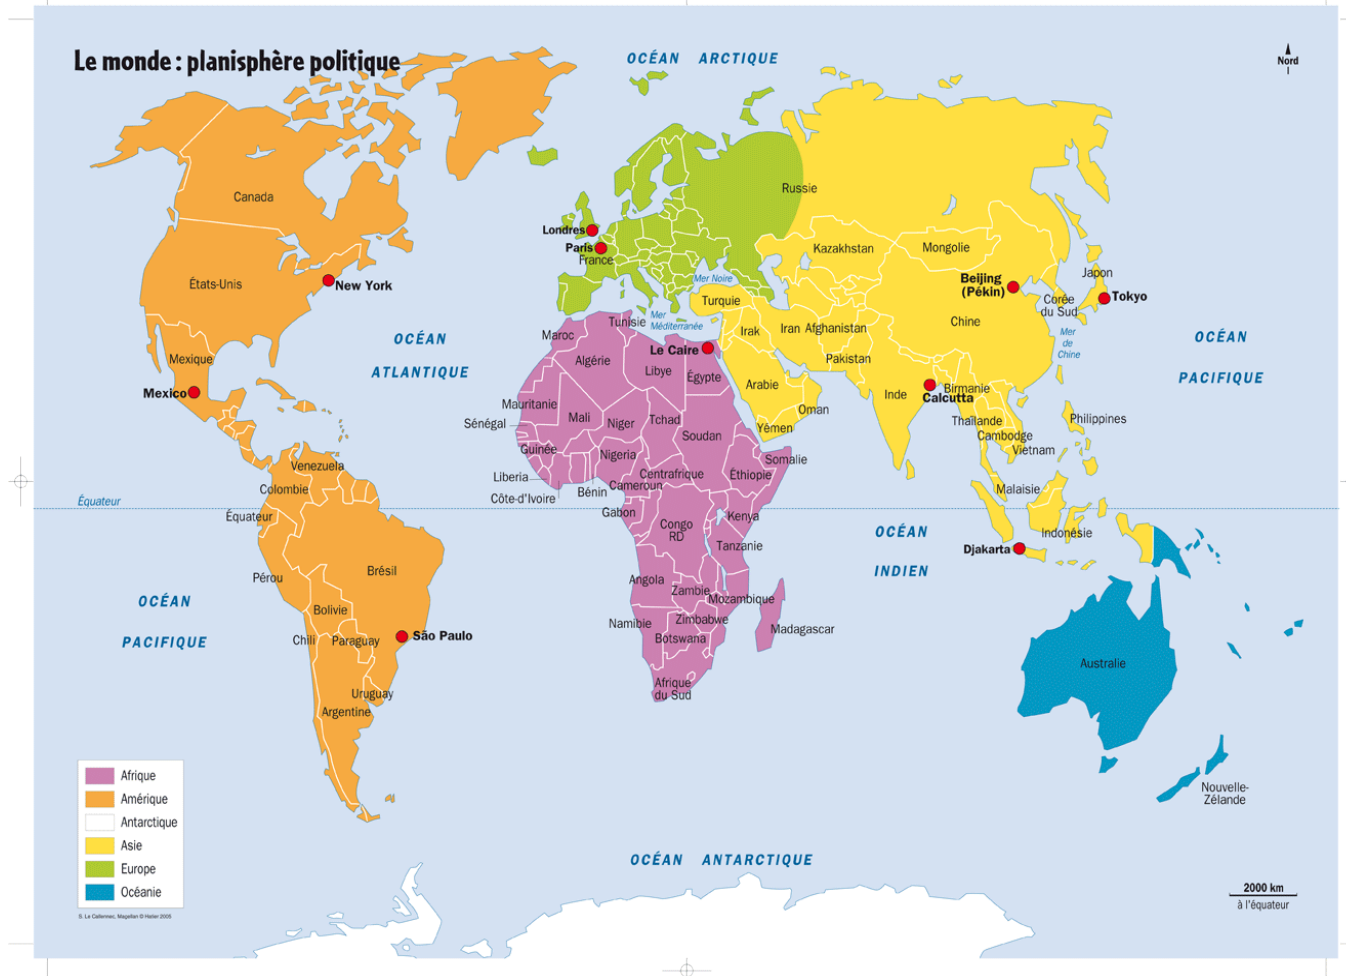 Le monde : planisphère politique
OCÉAN ARCTIQUE
Nord
Canada
Russie
Londres
Paris
France
Kazakhstan
Mongolie
États-Unis
New York
Mer Noire
Turquie
Beijing
(Pékin)
Japon
Corée
du Sud
Tokyo
Mer
Méditerranée
Tunisie
Maroc
Irak
Iran
Afghanistan
Chine
Mer
de
Chine
OCÉAN
ATLANTIQUE
OCÉAN
PACIFIQUE
Mexique
Mexico
Algérie
Le Caire
Libye
Égypte
Pakistan
Arabie
Inde
Calcutta
Birmanie
Oman
Yémen
Thaïlande
Cambodge
Vietnam
Philippines
Mauritanie
Sénégal
Mali
Niger
Tchad
Soudan
Guinée
Nigeria
Somalie
Liberia
Côte-d'Ivoire
Bénin
Cameroun
Centrafrique
Éthiopie
Venezuela
Colombie
Malaisie
Équateur
Équateur
Gabon
Congo
RD
Kenya
Tanzanie
OCÉAN
INDIEN
Djakarta
Indonésie
Pérou
Brésil
Angola
Zambie
Mozambique
OCÉAN
PACIFIQUE
Bolivie
Chili
Paraguay
São Paulo
Namibie
Zimbabwe
Botswana
Madagascar
Australie
Uruguay
Argentine
Afrique
du Sud
Nouvelle-
Zélande
Afrique
Amérique
Antarctique
Asie
Europe
Océanie
S. Le Callennec, Magellan © Hatier 2005
OCÉAN ANTARCTIQUE
2000 km
à l'équateur